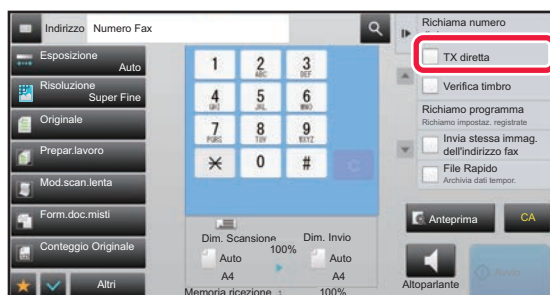 Indirizzo Numero Fax
Esposizione
Auto
Risoluzione
Super Fine
Originale
Prepar.lavoro
Mod.scan.lenta
Form.doc.misti
Conteggio Originale
Altri
1 2 3
ABC DEF
4 5 6
GHI JKL MNO
7 8 9
PQRS TUV WXYZ
0 #
C
Dim. Scansione Dim. Invio
100%
Auto Auto
A4 A4
Memoria ricezione : 100%
Richiama numero
TX diretta
Verifica timbro
Richiamo programma
Richiamo impostaz. registrate
Invia stessa immag.
dell'indirizzo fax
File Rapido
Archivia dati tempor.
Anteprima CA
Altoparlante
Avvio